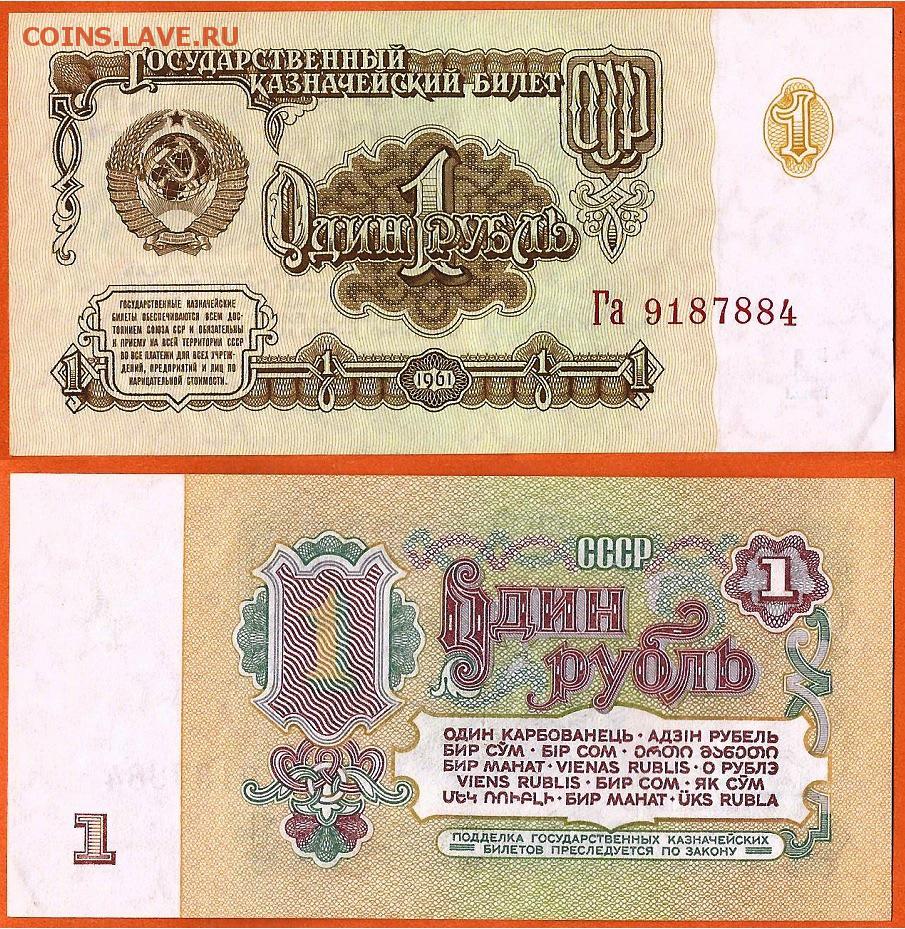 COINS.LAVE.RU
ГОСУДАРСТВЕННЫЙ
КАЗНАЧЕЙСКИЙ БИЛЕТ
СССР
1
1
ОДИН РУБЛЬ
Га 9187884
ГОСУДАРСТВЕННЫЕ КАЗНАЧЕЙСКИЕ
БИЛЕТЫ ОБЕСПЕЧИВАЮТСЯ ВСЕМ ДОС-
ТОЯНИЕМ СОЮЗА ССР И ОБЯЗАТЕЛЬНЫ
К ПРИЕМУ НА ВСЕЙ ТЕРРИТОРИИ СССР
ВО ВСЕ ПЛАТЕЖИ ДЛЯ ВСЕХ УЧРЕЖ-
ДЕНИЙ, ПРЕДПРИЯТИЙ И ЛИЦ ПО
НАРИЦАТЕЛЬНОЙ СТОИМОСТИ.
1 1 1961 1 1
СССР
1
1
ОДИН
РУБЛЬ
ОДИН КАРБОВАНЕЦЬ · АДЗІН РУБЕЛЬ
БИР СЎМ · БІР СОМ · ᲔᲠᲗᲘ ᲛᲐᲜᲔᲗᲘ
БИР МАНАТ · VIENAS RUBLIS · О РУБЛЭ
VIENS RUBLIS · БИР СОМ · ЯК СЎМ
ՄԵԿ ՌՈՒԲԼԻ · БИР МАНАТ · ÜKS RUBLA
ПОДДЕЛКА ГОСУДАРСТВЕННЫХ КАЗНАЧЕЙСКИХ
БИЛЕТОВ ПРЕСЛЕДУЕТСЯ ПО ЗАКОНУ
1